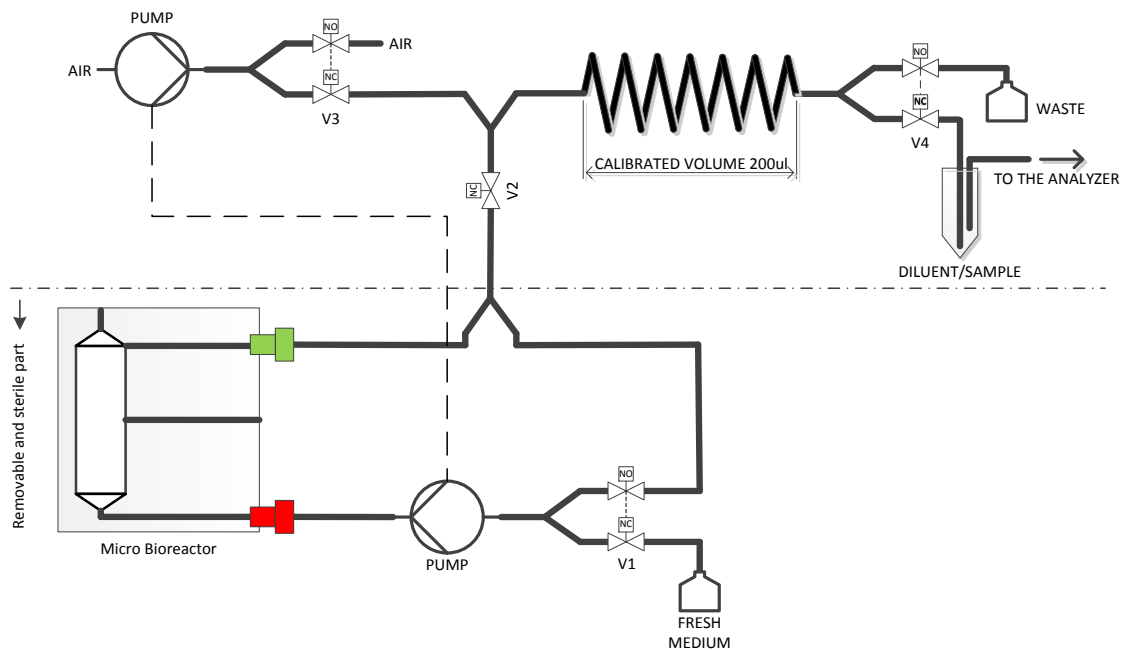 PUMP
AIR
NO
AIR
NC
V3
NC
V2
CALIBRATED VOLUME 200ul
NO
WASTE
NC
V4
TO THE ANALYZER
DILUENT/SAMPLE
Removable and sterile part
Micro Bioreactor
PUMP
NO
NC
V1
FRESH
MEDIUM